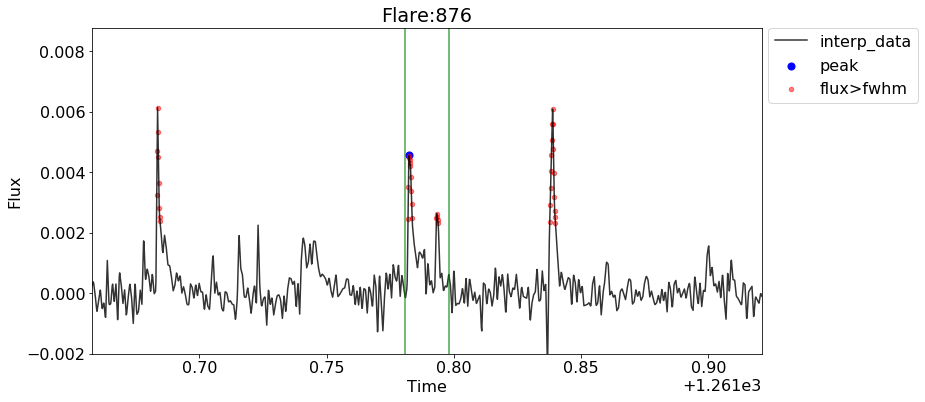 Flare:876
interp_data
peak
flux>fwhm
0.008
0.006
0.004
0.002
0.000
−0.002
Flux
0.70 0.75 0.80 0.85 0.90
Time
+1.261e3